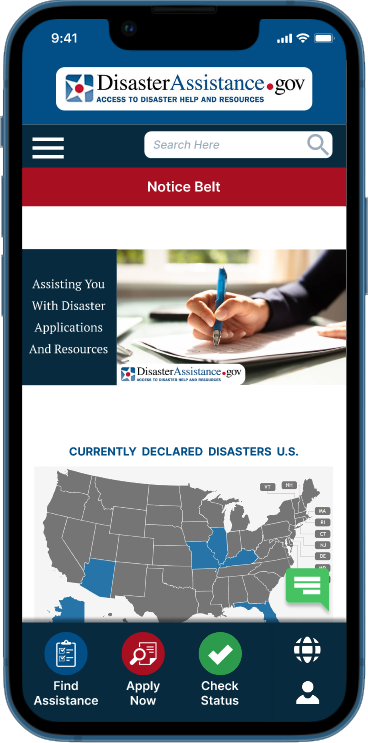 9:41
DisasterAssistance.gov
ACCESS TO DISASTER HELP AND RESOURCES
Search Here
Notice Belt
Assisting You
With Disaster
Applications
And Resources
DisasterAssistance.gov
ACCESS TO DISASTER HELP AND RESOURCES
CURRENTLY DECLARED DISASTERS U.S.
VT
NH
MA
RI
CT
NJ
DE
Find
Assistance
Apply
Now
Check
Status